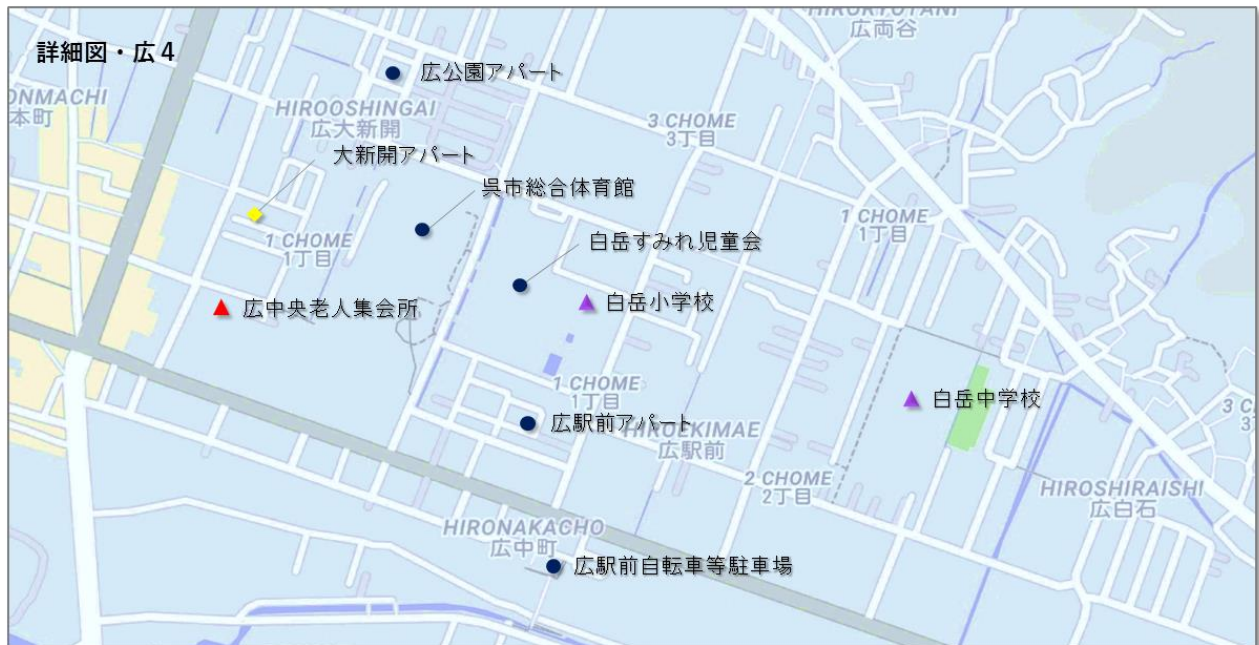 詳細図・広4
HIROKYOTANI
広両谷
広公園アパート
ONMACHI
本町
HIROOSHINGAI
広大新開
3 CHOME
3丁目
大新開アパート
呉市総合体育館
1 CHOME
1丁目
1 CHOME
1丁目
白岳すみれ児童会
広中央老人集会所
白岳小学校
1 CHOME
1丁目
白岳中学校
3 C
3丁
広駅前アパート
HIROEKIMAE
広駅前
2 CHOME
2丁目
HIROSHIRAISHI
広白石
HIRONAKACHO
広中町
広駅前自転車等駐車場